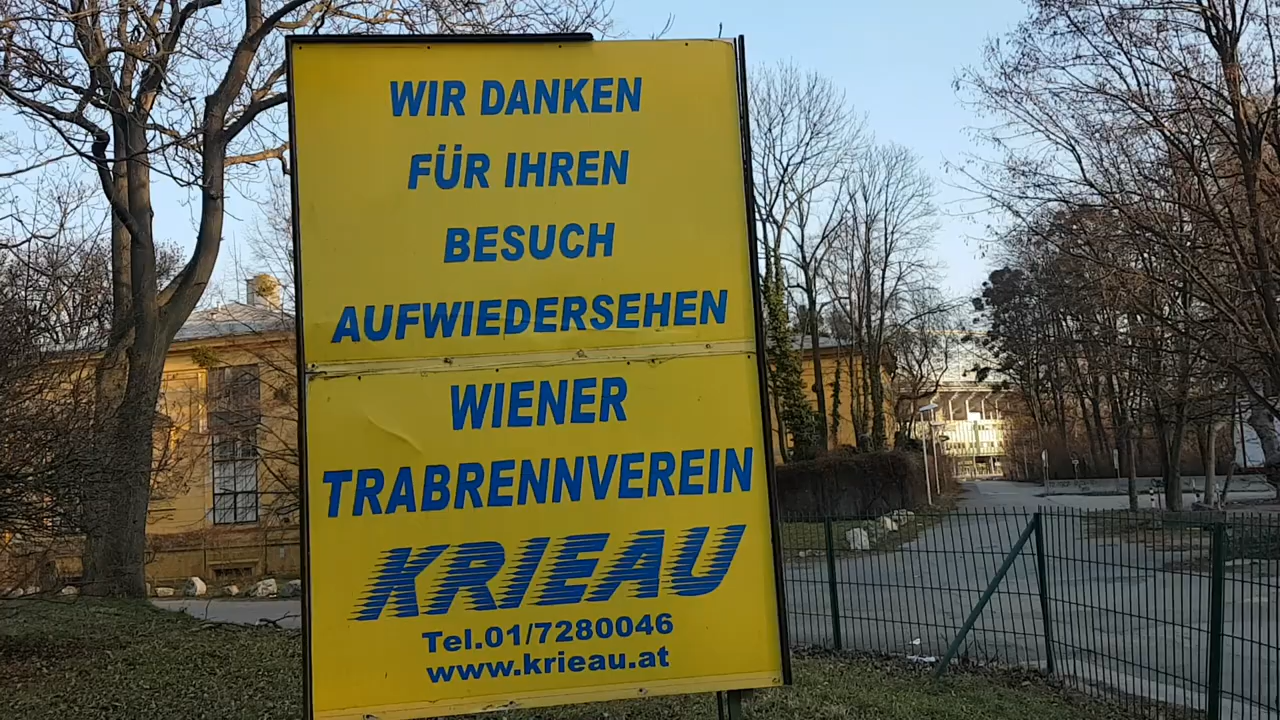 WIR DANKEN
FÜR IHREN
BESUCH
AUFWIEDERSEHEN
WIENER
TRABRENNVEREIN
KRIEAU
Tel.01/7280046
www.krieau.at